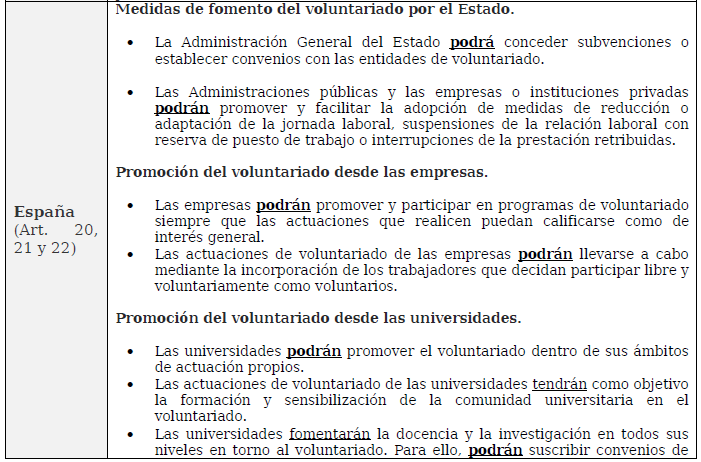 Medidas de fomento del voluntariado por el Estado.
• La Administración General del Estado podrá conceder subvenciones o
establecer convenios con las entidades de voluntariado.
• Las Administraciones públicas y las empresas o instituciones privadas
podrán promover y facilitar la adopción de medidas de reducción o
adaptación de la jornada laboral, suspensiones de la relación laboral con
reserva de puesto de trabajo o interrupciones de la prestación retribuidas.
Promoción del voluntariado desde las empresas.
España
(Art. 20,
21 y 22)
• Las empresas podrán promover y participar en programas de voluntariado
siempre que las actuaciones que realicen puedan calificarse como de
interés general.
• Las actuaciones de voluntariado de las empresas podrán llevarse a cabo
mediante la incorporación de los trabajadores que decidan participar libre y
voluntariamente como voluntarios.
Promoción del voluntariado desde las universidades.
• Las universidades podrán promover el voluntariado dentro de sus ámbitos
de actuación propios.
• Las actuaciones de voluntariado de las universidades tendrán como objetivo
la formación y sensibilización de la comunidad universitaria en el
voluntariado.
• Las universidades fomentarán la docencia y la investigación en todos sus
niveles en torno al voluntariado. Para ello, podrán suscribir convenios de